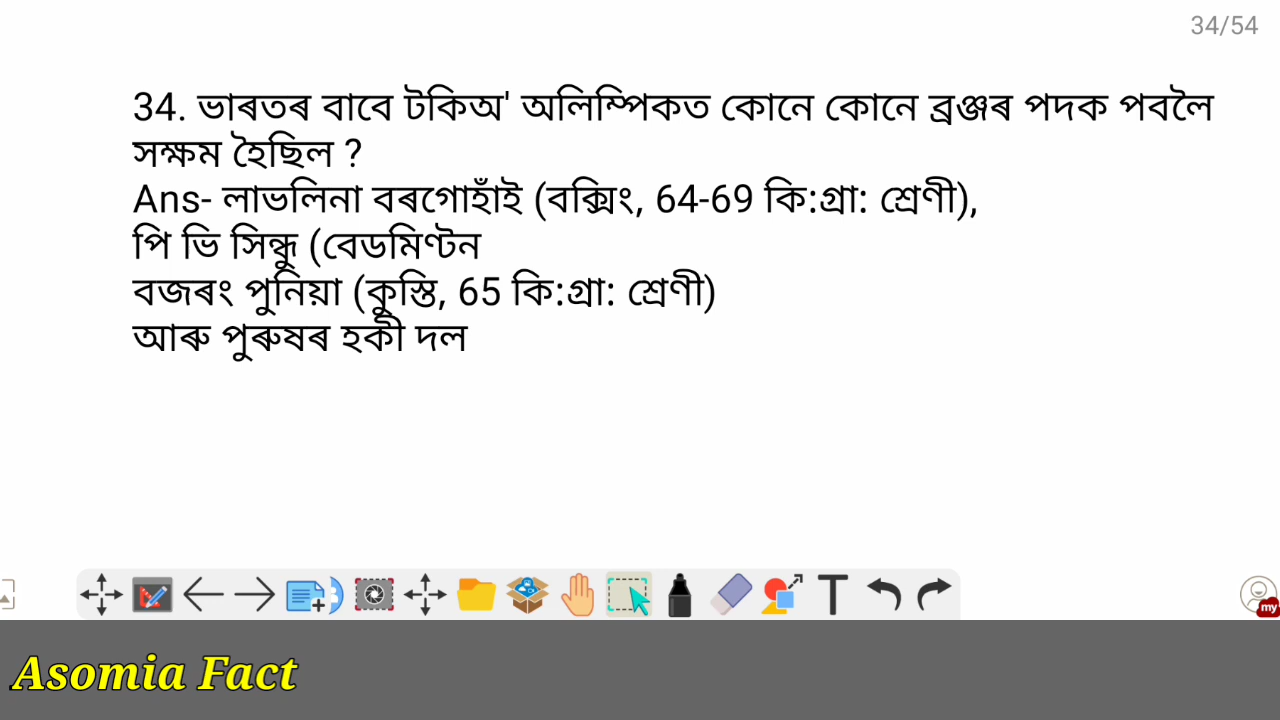 34/54
34. ভাৰতৰ বাবে টকিঅ' অলিম্পিকত কোনে কোনে ব্ৰঞ্জৰ পদক পবলৈ
সক্ষম হৈছিল ?
Ans- লাভলিনা বৰগোহাঁই (বক্সিং, 64-69 কি:গ্ৰা: শ্ৰেণী),
পি ভি সিন্ধু (বেডমিণ্টন
বজৰং পুনিয়া (কুস্তি, 65 কি:গ্ৰা: শ্ৰেণী)
আৰু পুৰুষৰ হকী দল
T
my
Asomia Fact